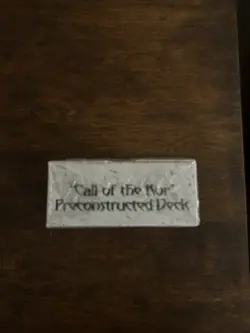 "Call of the Kor"
Preconstructed Deck